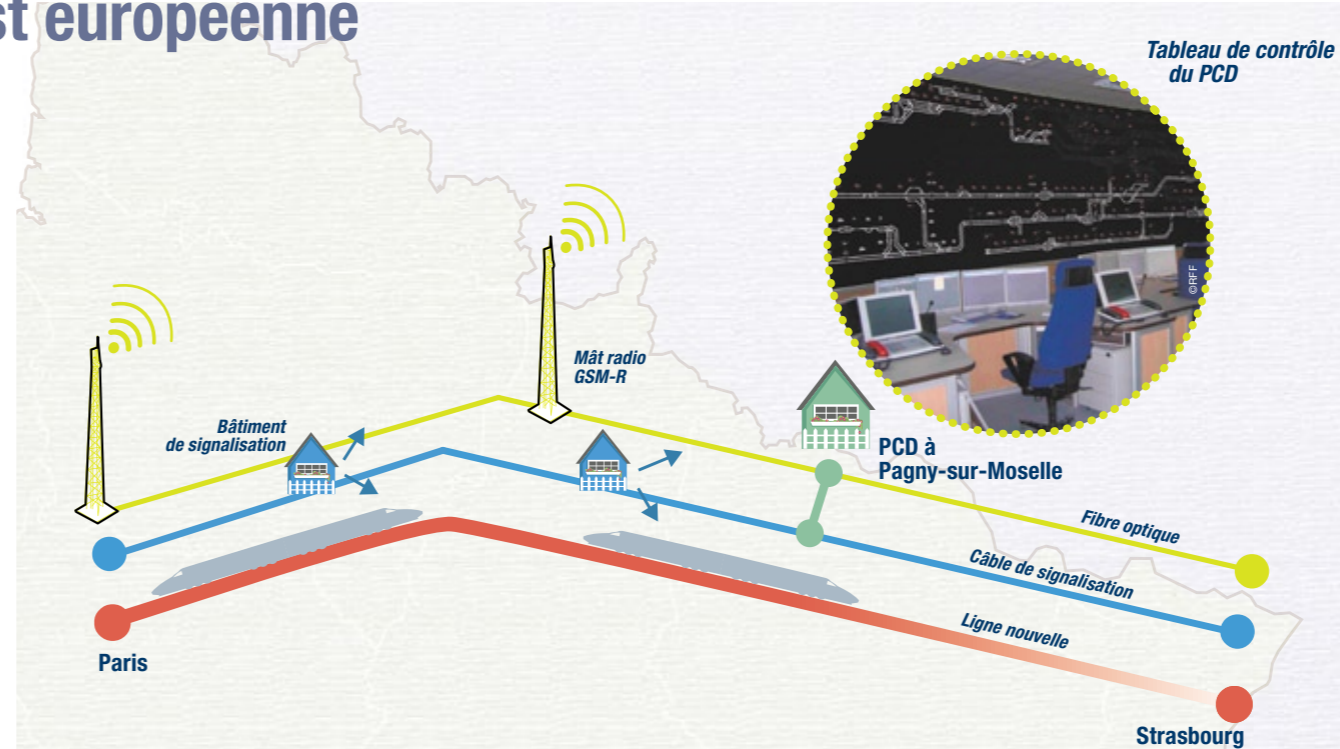 st européenne
Tableau de contrôle
du PCD
©RFF
Mât radio
GSM-R
Bâtiment
de signalisation
PCD à
Pagny-sur-Moselle
Fibre optique
Câble de signalisation
Ligne nouvelle
Paris
Strasbourg